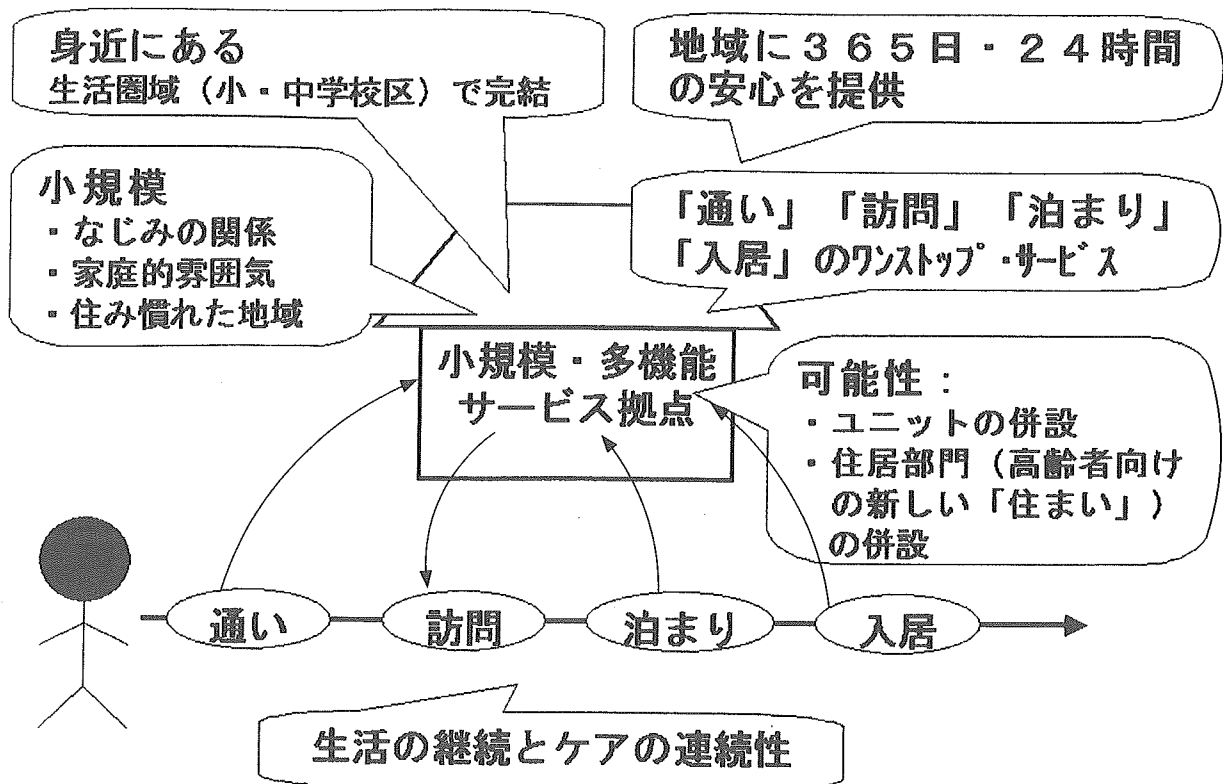 身近にある
生活圏域（小・中学校区）で完結
地域に３６５日・２４時間
の安心を提供
小規模
・なじみの関係
・家庭的雰囲気
・住み慣れた地域
「通い」「訪問」「泊まり」
「入居」のﾜﾝｽﾄｯﾌﾟ･ｻｰﾋﾞｽ
小規模・多機能
サービス拠点
可能性：
・ユニットの併設
・住居部門（高齢者向け
の新しい「住まい」）
の併設
通い
訪問
泊まり
入居
生活の継続とケアの連続性